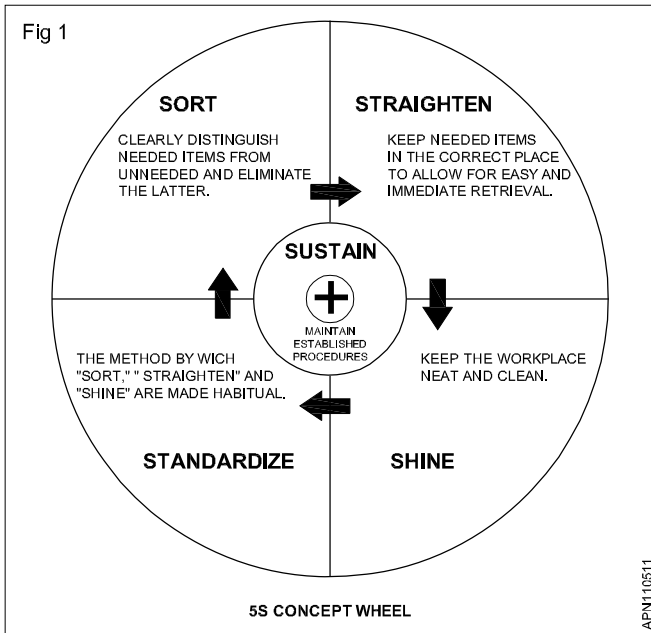 Fig 1
SORT
CLEARLY DISTINGUISH
NEEDED ITEMS FROM
UNNEEDED AND ELIMINATE
THE LATTER.
STRAIGHTEN
KEEP NEEDED ITEMS
IN THE CORRECT PLACE
TO ALLOW FOR EASY AND
IMMEDIATE RETRIEVAL.
SUSTAIN
MAINTAIN
ESTABLISHED
PROCEDURES
THE METHOD BY WICH
"SORT," " STRAIGHTEN" AND
"SHINE" ARE MADE HABITUAL.
STANDARDIZE
KEEP THE WORKPLACE
NEAT AND CLEAN.
SHINE
5S CONCEPT WHEEL
APN110511